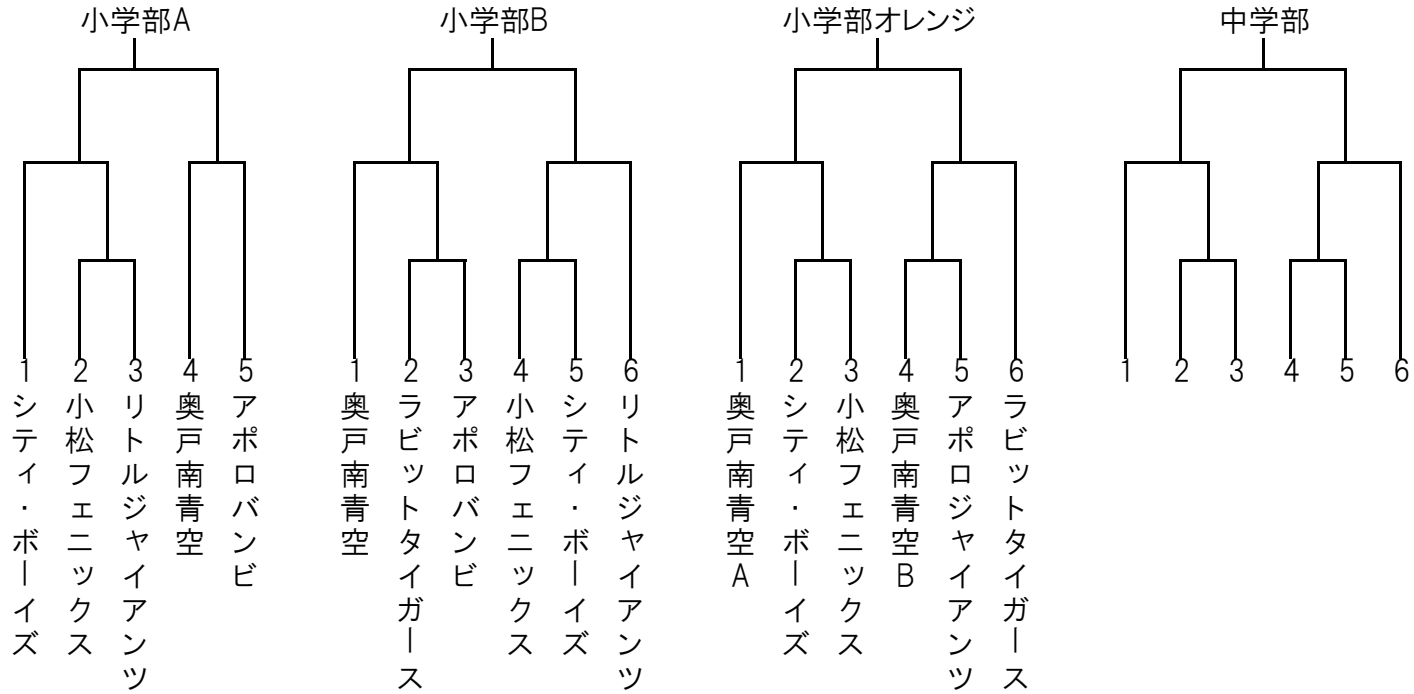 小学部A
1
シティ・ボーイズ
2
小松フェニックス
3
リトルジャイアンツ
4
奥戸南青空
5
アポロバンビ
小学部B
1
奥戸南青空
2
ラビットタイガース
3
アポロバンビ
4
小松フェニックス
5
シティ・ボーイズ
6
リトルジャイアンツ
小学部オレンジ
1
奥戸南青空A
2
シティ・ボーイズ
3
小松フェニックス
4
奥戸南青空B
5
アポロジャイアンツ
6
ラビットタイガース
中学部
1
2
3
4
5
6